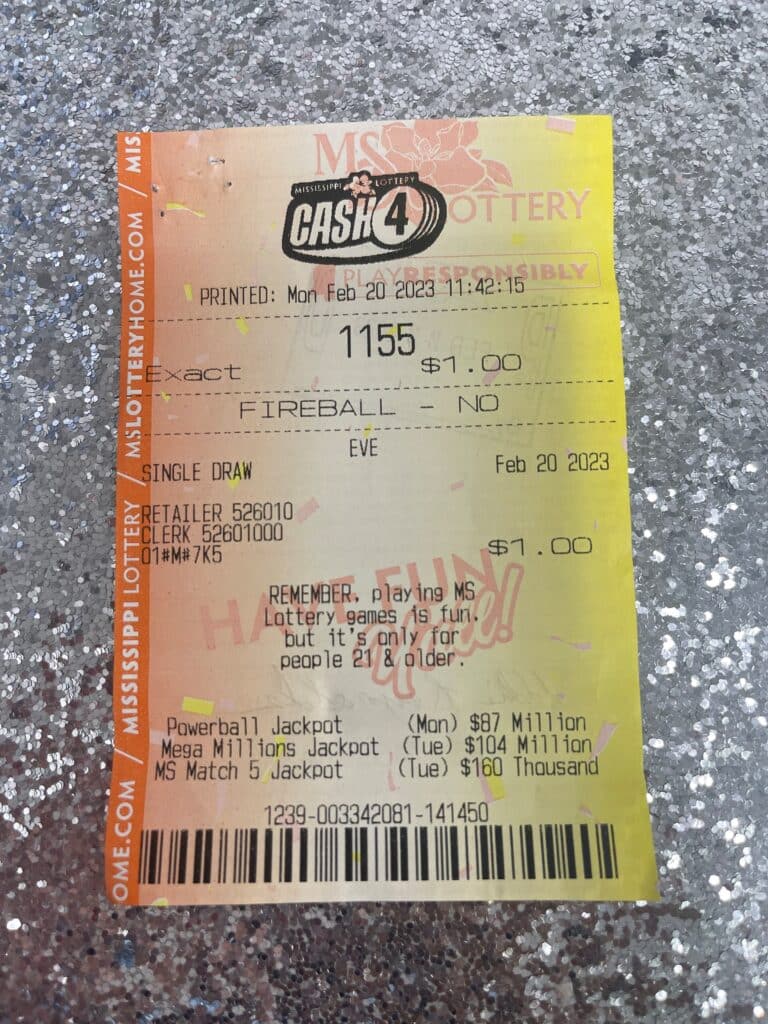 MS
LOTTERY
MISSISSIPPI LOTTERY
CASH 4
PLAY RESPONSIBLY
PRINTED: Mon Feb 20 2023 11:42:15
1155
Exact $1.00
FIREBALL - NO
EVE
SINGLE DRAW Feb 20 2023
RETAILER 526010
CLERK 52601000
01#M#7K5 $1.00
HAVE FUN
Y'all!
REMEMBER, playing MS
Lottery games is fun,
but it's only for
people 21 & older.
Powerball Jackpot (Mon) $87 Million
Mega Millions Jackpot (Tue) $104 Million
MS Match 5 Jackpot (Tue) $160 Thousand
1239-003342081-141450
OME.COM / MISSISSIPPI LOTTERY / MSLOTTERYHOME.COM / MIS